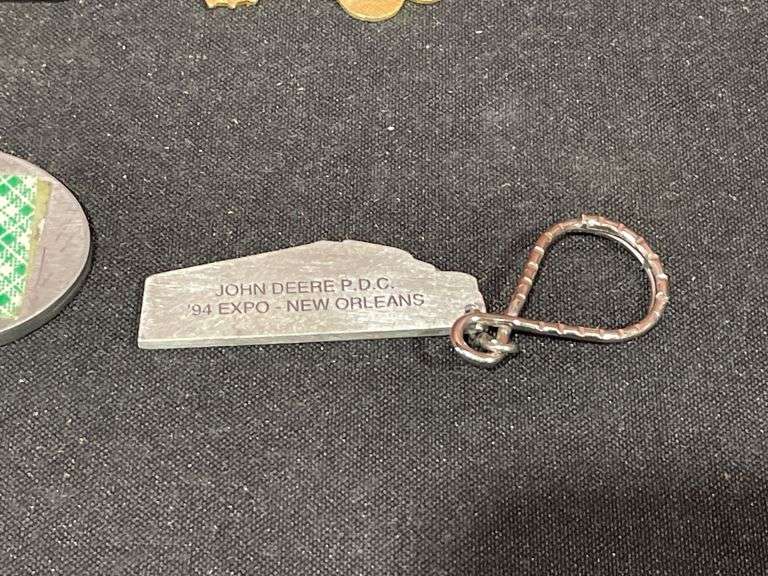 JOHN DEERE P.D.C.
'94 EXPO - NEW ORLEANS